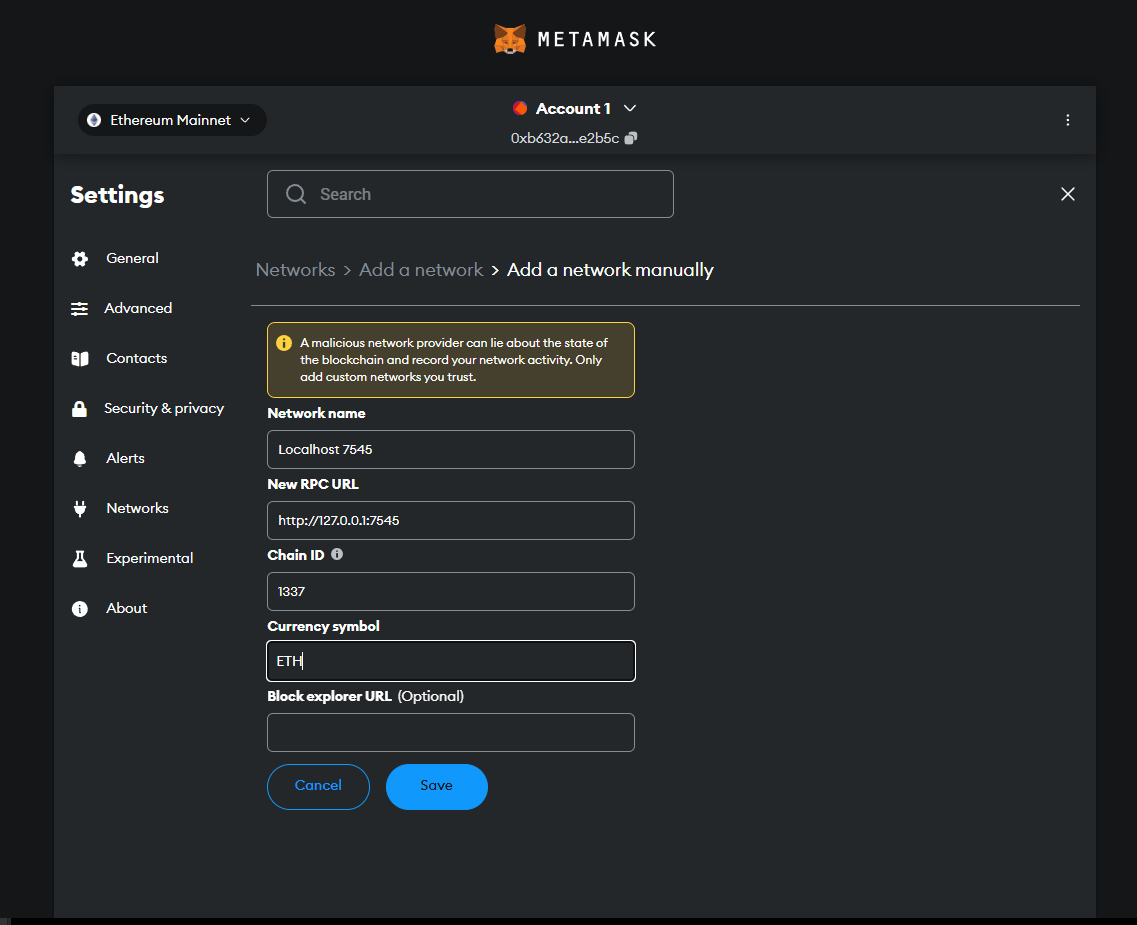 METAMASK
Ethereum Mainnet
Account 1
0xb632a...e2b5c
Settings
Search
General
Advanced
Contacts
Security & privacy
Alerts
Networks
Experimental
About
Networks > Add a network > Add a network manually
A malicious network provider can lie about the state of
the blockchain and record your network activity. Only
add custom networks you trust.
Network name
Localhost 7545
New RPC URL
http://127.0.0.1:7545
Chain ID
1337
Currency symbol
ETH
Block explorer URL (Optional)
Cancel
Save